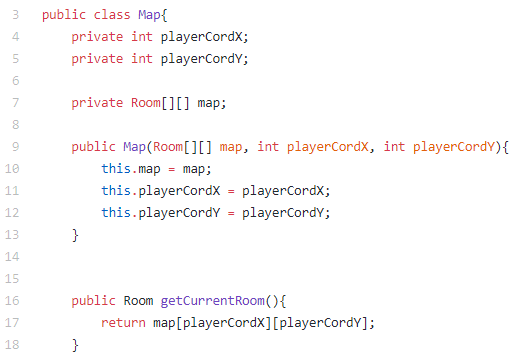 3 public class Map{
4 private int playerCordX;
5 private int playerCordY;
6
7 private Room[][] map;
8
9 public Map(Room[][] map, int playerCordX, int playerCordY){
10 this.map = map;
11 this.playerCordX = playerCordX;
12 this.playerCordY = playerCordY;
13 }
14
15
16 public Room getCurrentRoom(){
17 return map[playerCordX][playerCordY];
18 }